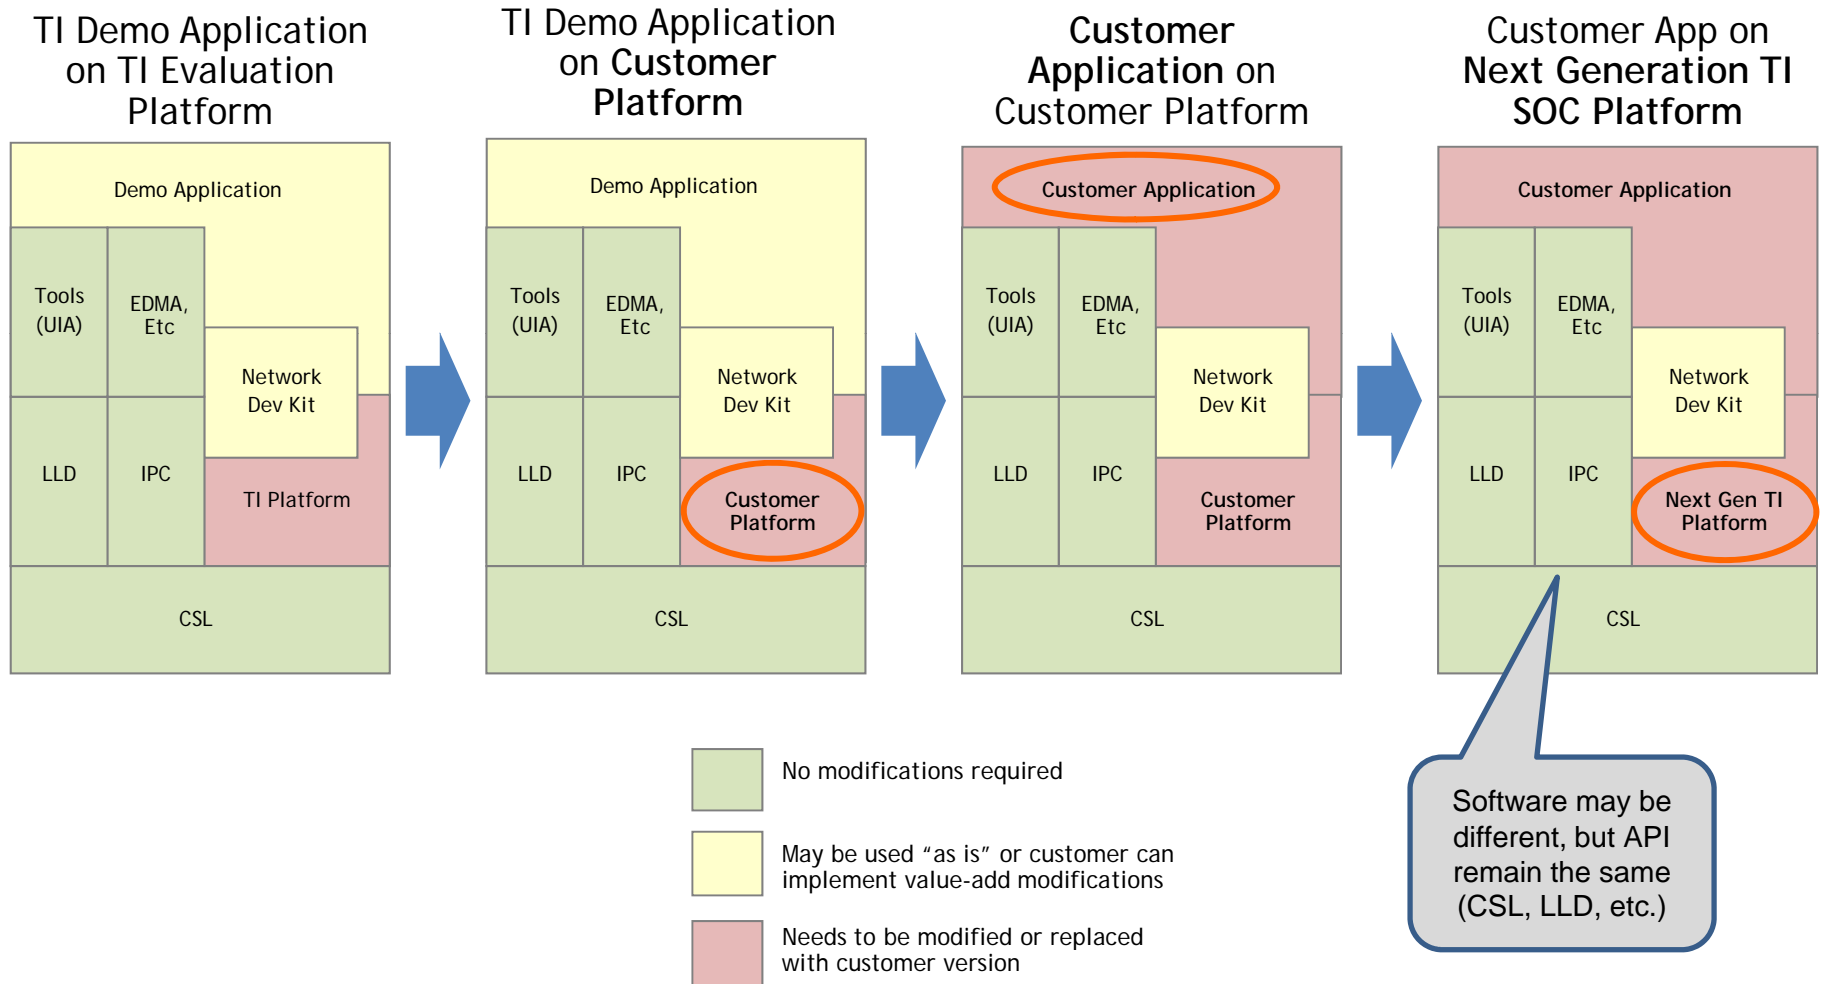 TI Demo Application
on TI Evaluation
Platform
TI Demo Application
on Customer
Platform
Customer
Application on
Customer Platform
Customer App on
Next Generation TI
SOC Platform
Demo Application
Tools
(UIA)
EDMA,
Etc
Network
Dev Kit
LLD
IPC
TI Platform
CSL
Demo Application
Tools
(UIA)
EDMA,
Etc
Network
Dev Kit
LLD
IPC
Customer
Platform
CSL
Customer Application
Tools
(UIA)
EDMA,
Etc
Network
Dev Kit
LLD
IPC
Customer
Platform
CSL
Customer Application
Tools
(UIA)
EDMA,
Etc
Network
Dev Kit
LLD
IPC
Next Gen TI
Platform
CSL
No modifications required
May be used “as is” or customer can
implement value-add modifications
Needs to be modified or replaced
with customer version
Software may be
different, but API
remain the same
(CSL, LLD, etc.)